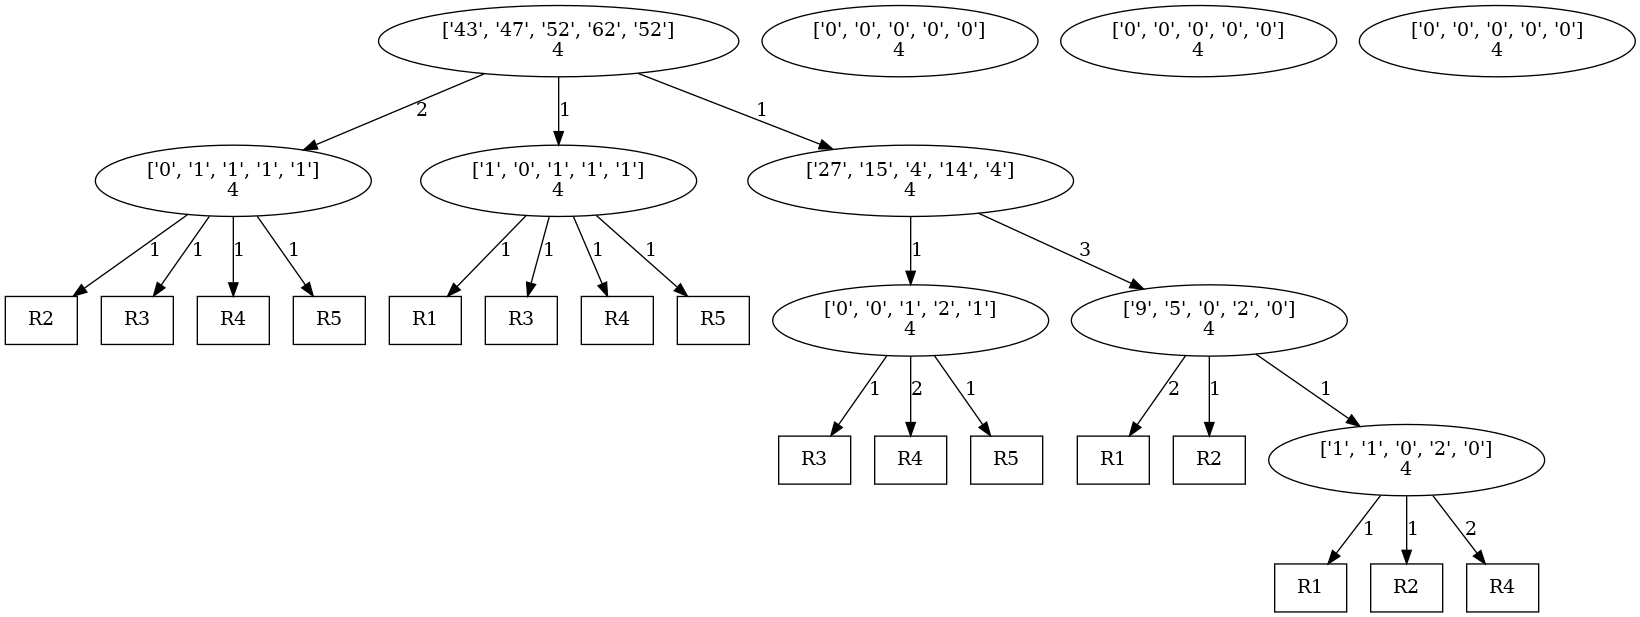 ['43', '47', '52', '62', '52']
4
['0', '0', '0', '0', '0']
4
['0', '0', '0', '0', '0']
4
['0', '0', '0', '0', '0']
4
2
1
1
['0', '1', '1', '1', '1']
4
['1', '0', '1', '1', '1']
4
['27', '15', '4', '14', '4']
4
1
1
1
1
1
1
1
1
1
3
R2
R3
R4
R5
R1
R3
R4
R5
['0', '0', '1', '2', '1']
4
['9', '5', '0', '2', '0']
4
1
2
1
2
1
1
R3
R4
R5
R1
R2
['1', '1', '0', '2', '0']
4
1
1
2
R1
R2
R4